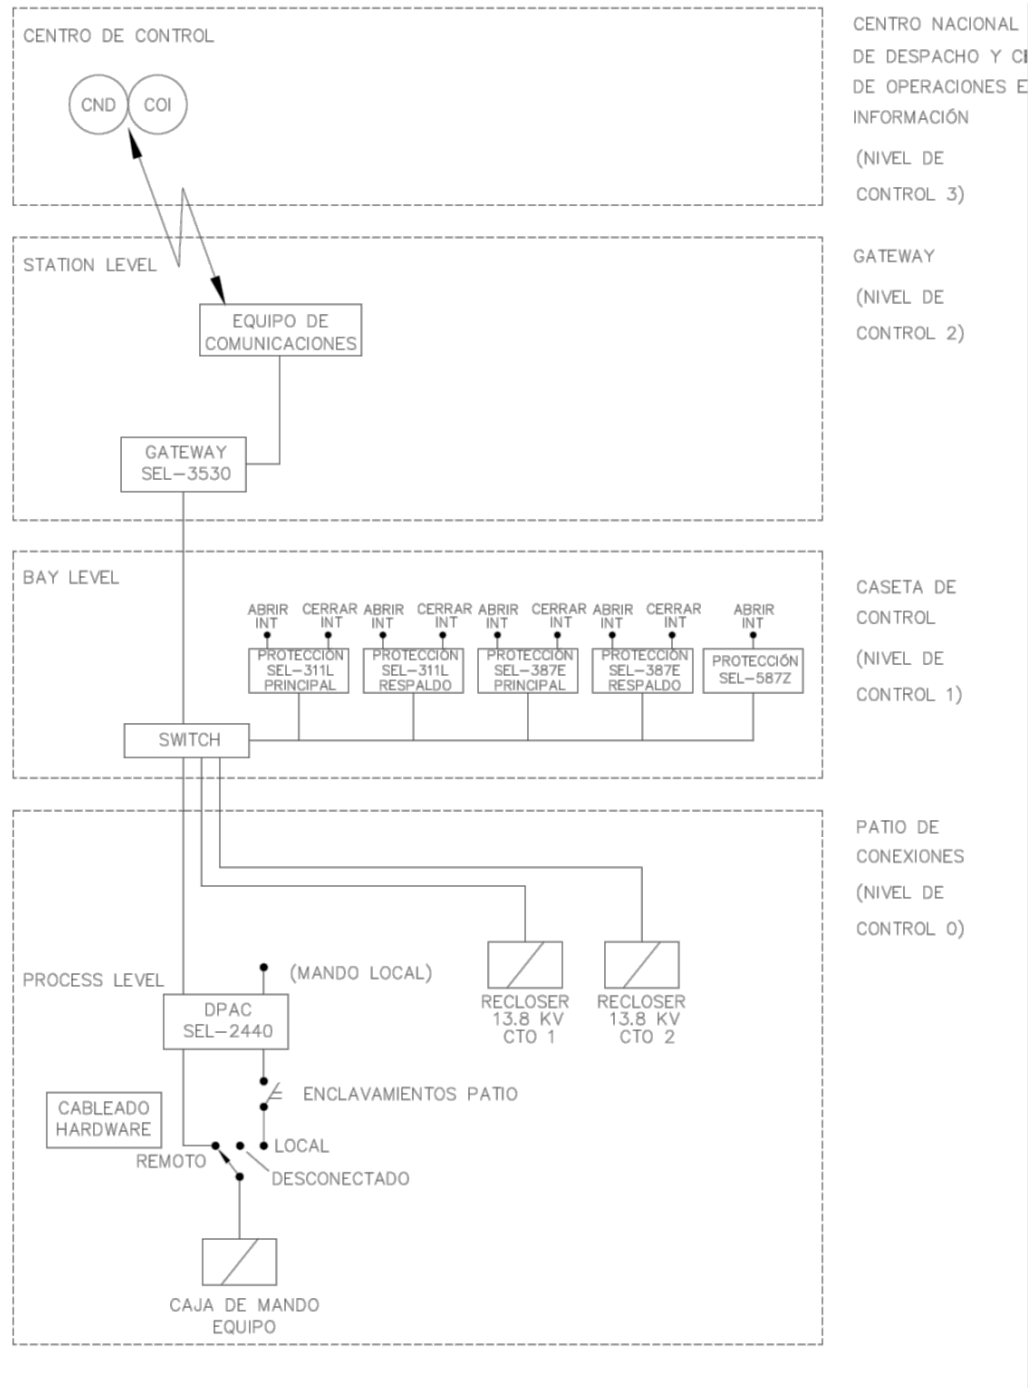 CENTRO DE CONTROL
CND
COI
CENTRO NACIONAL
DE DESPACHO Y
DE OPERACIONES E
INFORMACIÓN
(NIVEL DE
CONTROL 3)
STATION LEVEL
EQUIPO DE
COMUNICACIONES
GATEWAY
SEL-3530
GATEWAY
(NIVEL DE
CONTROL 2)
BAY LEVEL
ABRIR
INT
CERRAR
INT
ABRIR
INT
CERRAR
INT
ABRIR
INT
CERRAR
INT
ABRIR
INT
CERRAR
INT
ABRIR
INT
PROTECCIÓN
SEL-311L
PRINCIPAL
PROTECCIÓN
SEL-311L
RESPALDO
PROTECCIÓN
SEL-387E
PRINCIPAL
PROTECCIÓN
SEL-387E
RESPALDO
PROTECCIÓN
SEL-587Z
SWITCH
CASETA DE
CONTROL
(NIVEL DE
CONTROL 1)
PROCESS LEVEL
(MANDO LOCAL)
DPAC
SEL-2440
RECLOSER
13.8 KV
CTO 1
RECLOSER
13.8 KV
CTO 2
ENCLAVAMIENTOS PATIO
CABLEADO
HARDWARE
REMOTO
LOCAL
DESCONECTADO
CAJA DE MANDO
EQUIPO
PATIO DE
CONEXIONES
(NIVEL DE
CONTROL 0)